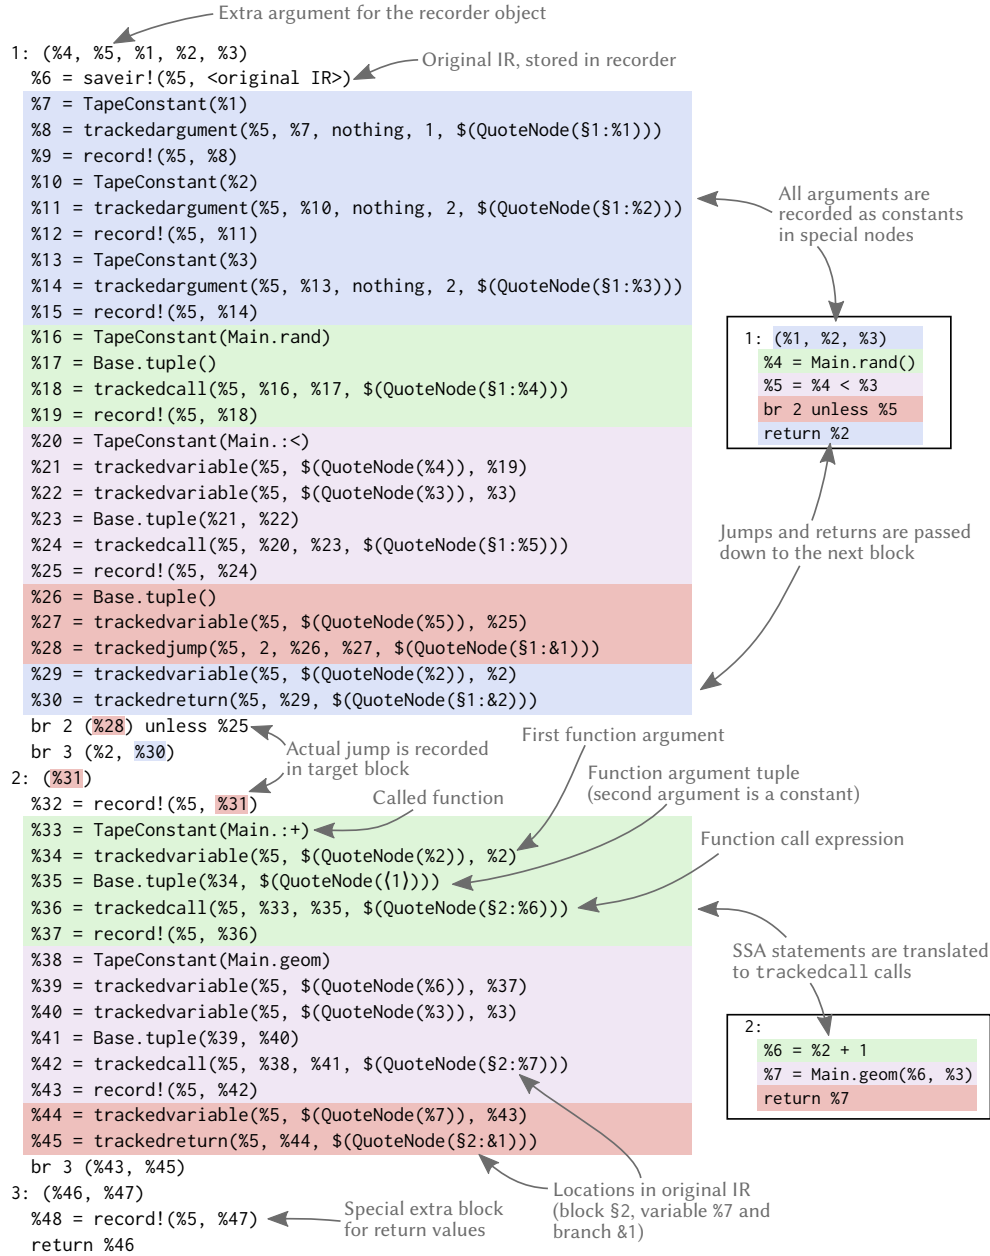 Extra argument for the recorder object
1: (%4, %5, %1, %2, %3)
Original IR, stored in recorder
%6 = saveir!(%5, <original IR>)
%7 = TapeConstant(%1)
%8 = trackedargument(%5, %7, nothing, 1, $(QuoteNode(§1:%1)))
%9 = record!(%5, %8)
%10 = TapeConstant(%2)
%11 = trackedargument(%5, %10, nothing, 2, $(QuoteNode(§1:%2)))
%12 = record!(%5, %11)
%13 = TapeConstant(%3)
%14 = trackedargument(%5, %13, nothing, 2, $(QuoteNode(§1:%3)))
%15 = record!(%5, %14)
%16 = TapeConstant(Main.rand)
%17 = Base.tuple()
%18 = trackedcall(%5, %16, %17, $(QuoteNode(§1:%4)))
%19 = record!(%5, %18)
%20 = TapeConstant(Main.:<)
%21 = trackedvariable(%5, $(QuoteNode(%4)), %19)
%22 = trackedvariable(%5, $(QuoteNode(%3)), %3)
%23 = Base.tuple(%21, %22)
%24 = trackedcall(%5, %20, %23, $(QuoteNode(§1:%5)))
%25 = record!(%5, %24)
%26 = Base.tuple()
%27 = trackedvariable(%5, $(QuoteNode(%5)), %25)
%28 = trackedjump(%5, 2, %26, %27, $(QuoteNode(§1:&1)))
%29 = trackedvariable(%5, $(QuoteNode(%2)), %2)
%30 = trackedreturn(%5, %29, $(QuoteNode(§1:&2)))
br 2 (%28) unless %25
br 3 (%2, %30)
All arguments are
recorded as constants
in special nodes
1: (%1, %2, %3)
%4 = Main.rand()
%5 = %4 < %3
br 2 unless %5
return %2
Jumps and returns are passed
down to the next block
Actual jump is recorded
in target block
First function argument
Function argument tuple
(second argument is a constant)
Called function
Function call expression
2: (%31)
%32 = record!(%5, %31)
%33 = TapeConstant(Main.:+)
%34 = trackedvariable(%5, $(QuoteNode(%2)), %2)
%35 = Base.tuple(%34, $(QuoteNode(⟨1⟩)))
%36 = trackedcall(%5, %33, %35, $(QuoteNode(§2:%6)))
%37 = record!(%5, %36)
%38 = TapeConstant(Main.geom)
%39 = trackedvariable(%5, $(QuoteNode(%6)), %37)
%40 = trackedvariable(%5, $(QuoteNode(%3)), %3)
%41 = Base.tuple(%39, %40)
%42 = trackedcall(%5, %38, %41, $(QuoteNode(§2:%7)))
%43 = record!(%5, %42)
%44 = trackedvariable(%5, $(QuoteNode(%7)), %43)
%45 = trackedreturn(%5, %44, $(QuoteNode(§2:&1)))
br 3 (%43, %45)
SSA statements are translated
to trackedcall calls
2:
%6 = %2 + 1
%7 = Main.geom(%6, %3)
return %7
3: (%46, %47)
%48 = record!(%5, %47)
return %46
Special extra block
for return values
Locations in original IR
(block §2, variable %7 and
branch &1)